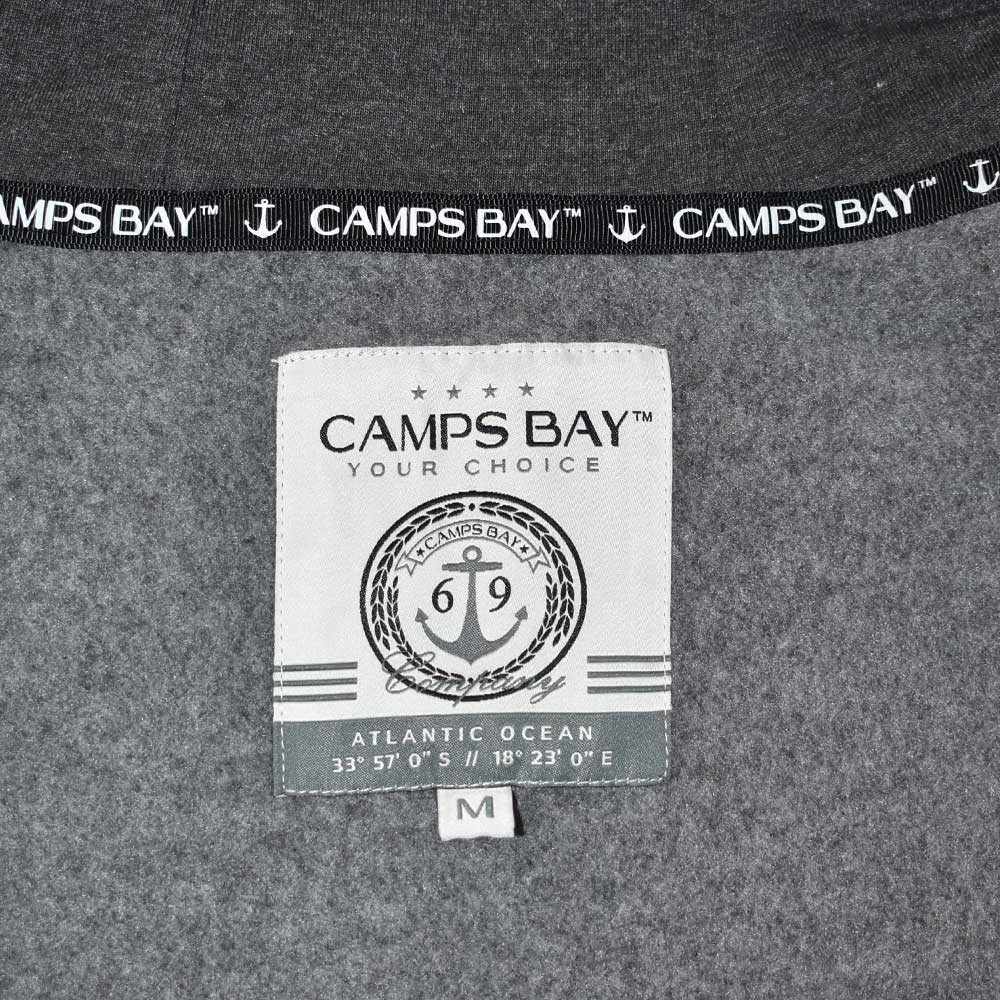 AMPS BAY™ CAMPS BAY™ CAMPS BAY™
CAMPS BAY™
YOUR CHOICE
CAMPS BAY
6 9
Company
ATLANTIC OCEAN
33° 57' 0" S // 18° 23' 0" E
M